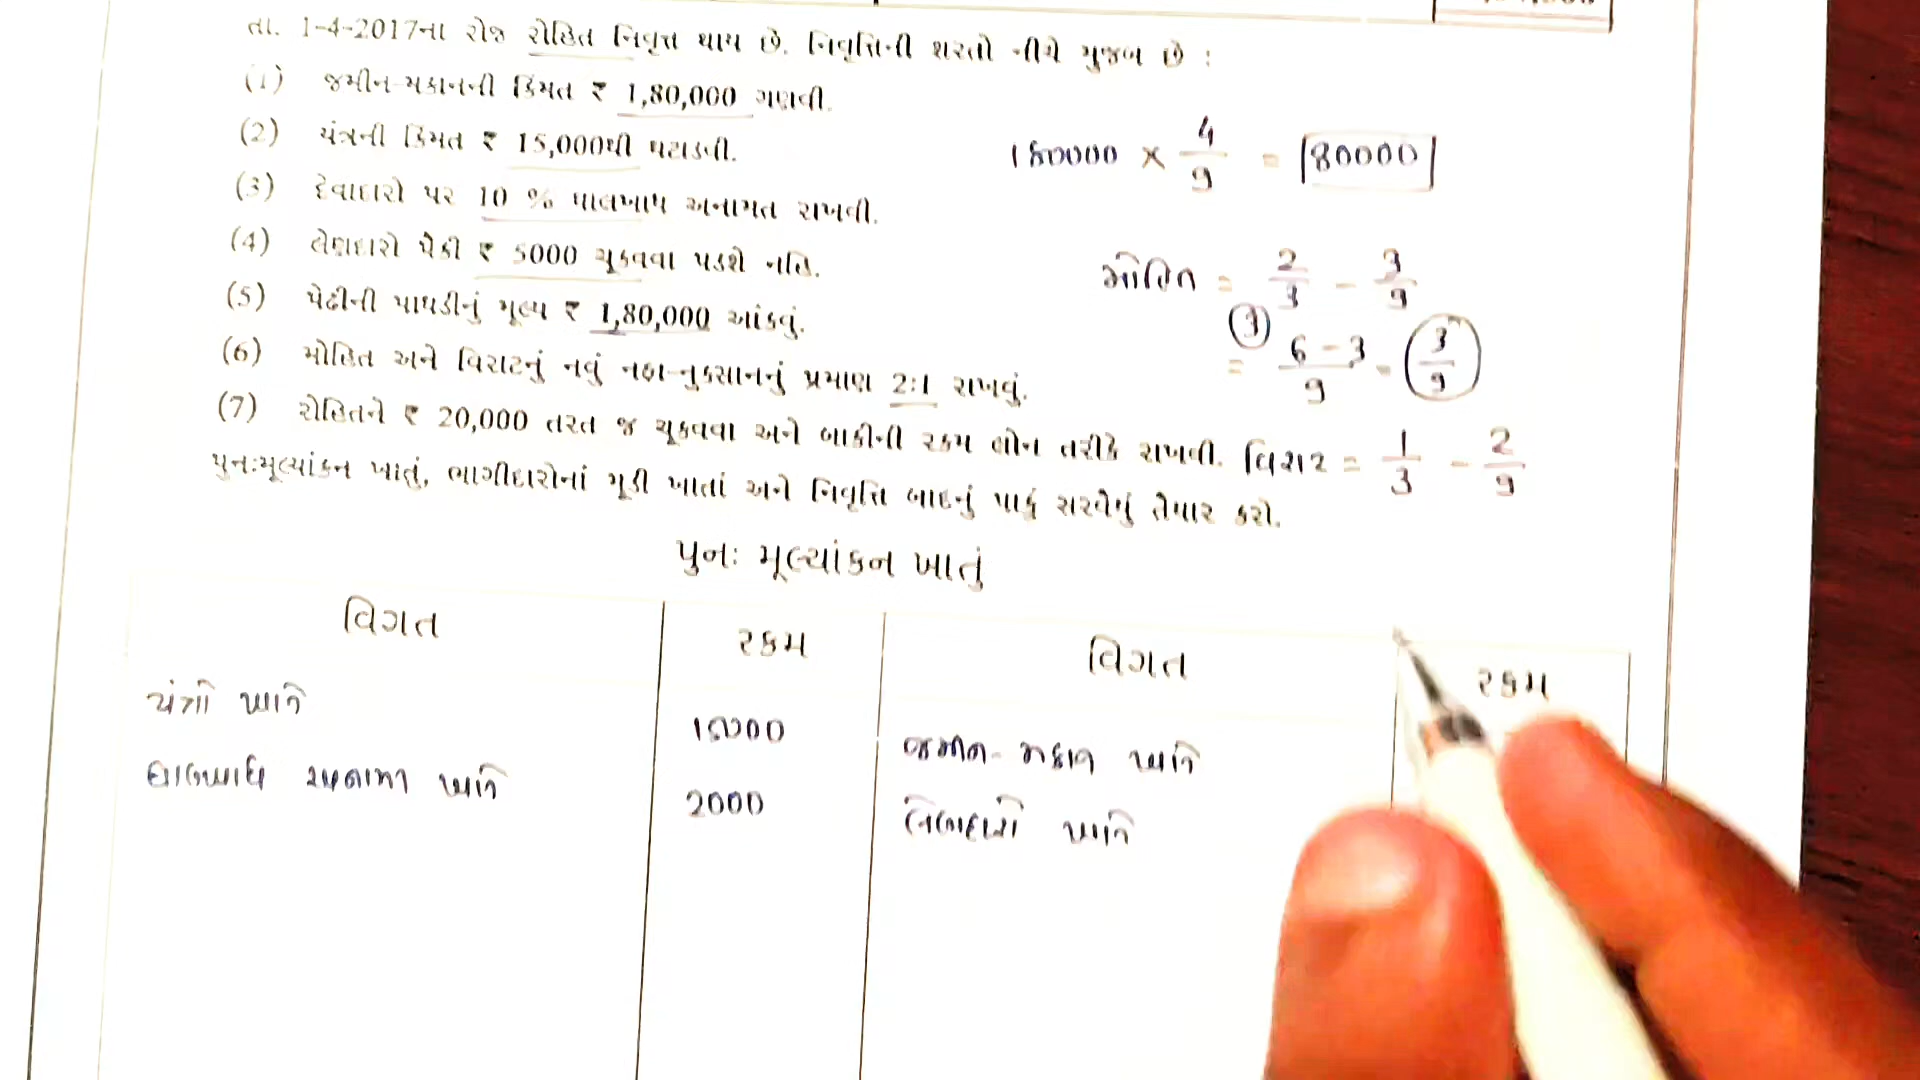 તા. 1-4-2017ના રોજ રોહિત નિવૃત્ત થાય છે. નિવૃત્તિની શરતો નીચે મુજબ છે :
(1) જમીન-મકાનની કિંમત ₹ 1,80,000 ગણવી.
(2) યંત્રની કિંમત ₹ 15,000થી ઘટાડવી.
180000 × 4/9 = 80000
(3) દેવાદારો પર 10 % ઘાલખાધ અનામત રાખવી.
(4) લેણદારો પૈકી ₹ 5000 ચૂકવવા પડશે નહિ.
મોહિત = 2/3 - 3/9
(5) પેઢીની પાઘડીનું મૂલ્ય ₹ 1,80,000 આંકવું.
(3)
= 6-3/9 - 3/9
(6) મોહિત અને વિરાટનું નવું નફા-નુકસાનનું પ્રમાણ 2:1 રાખવું.
(7) રોહિતને ₹ 20,000 તરત જ ચૂકવવા અને બાકીની રકમ લોન તરીકે રાખવી.
વિરાટ = 1/3 - 2/9
પુનઃમૂલ્યાંકન ખાતું, ભાગીદારોનાં મૂડી ખાતાં અને નિવૃત્તિ બાદનું પાકું સરવૈયું તૈયાર કરો.
પુનઃ મૂલ્યાંકન ખાતું
વિગત રકમ વિગત રકમ
યંત્રો ખાતે 15000 જમીન-મકાન ખાતે
ઘાલખાધ અનામત ખાતે 2000 લેણદારો ખાતે